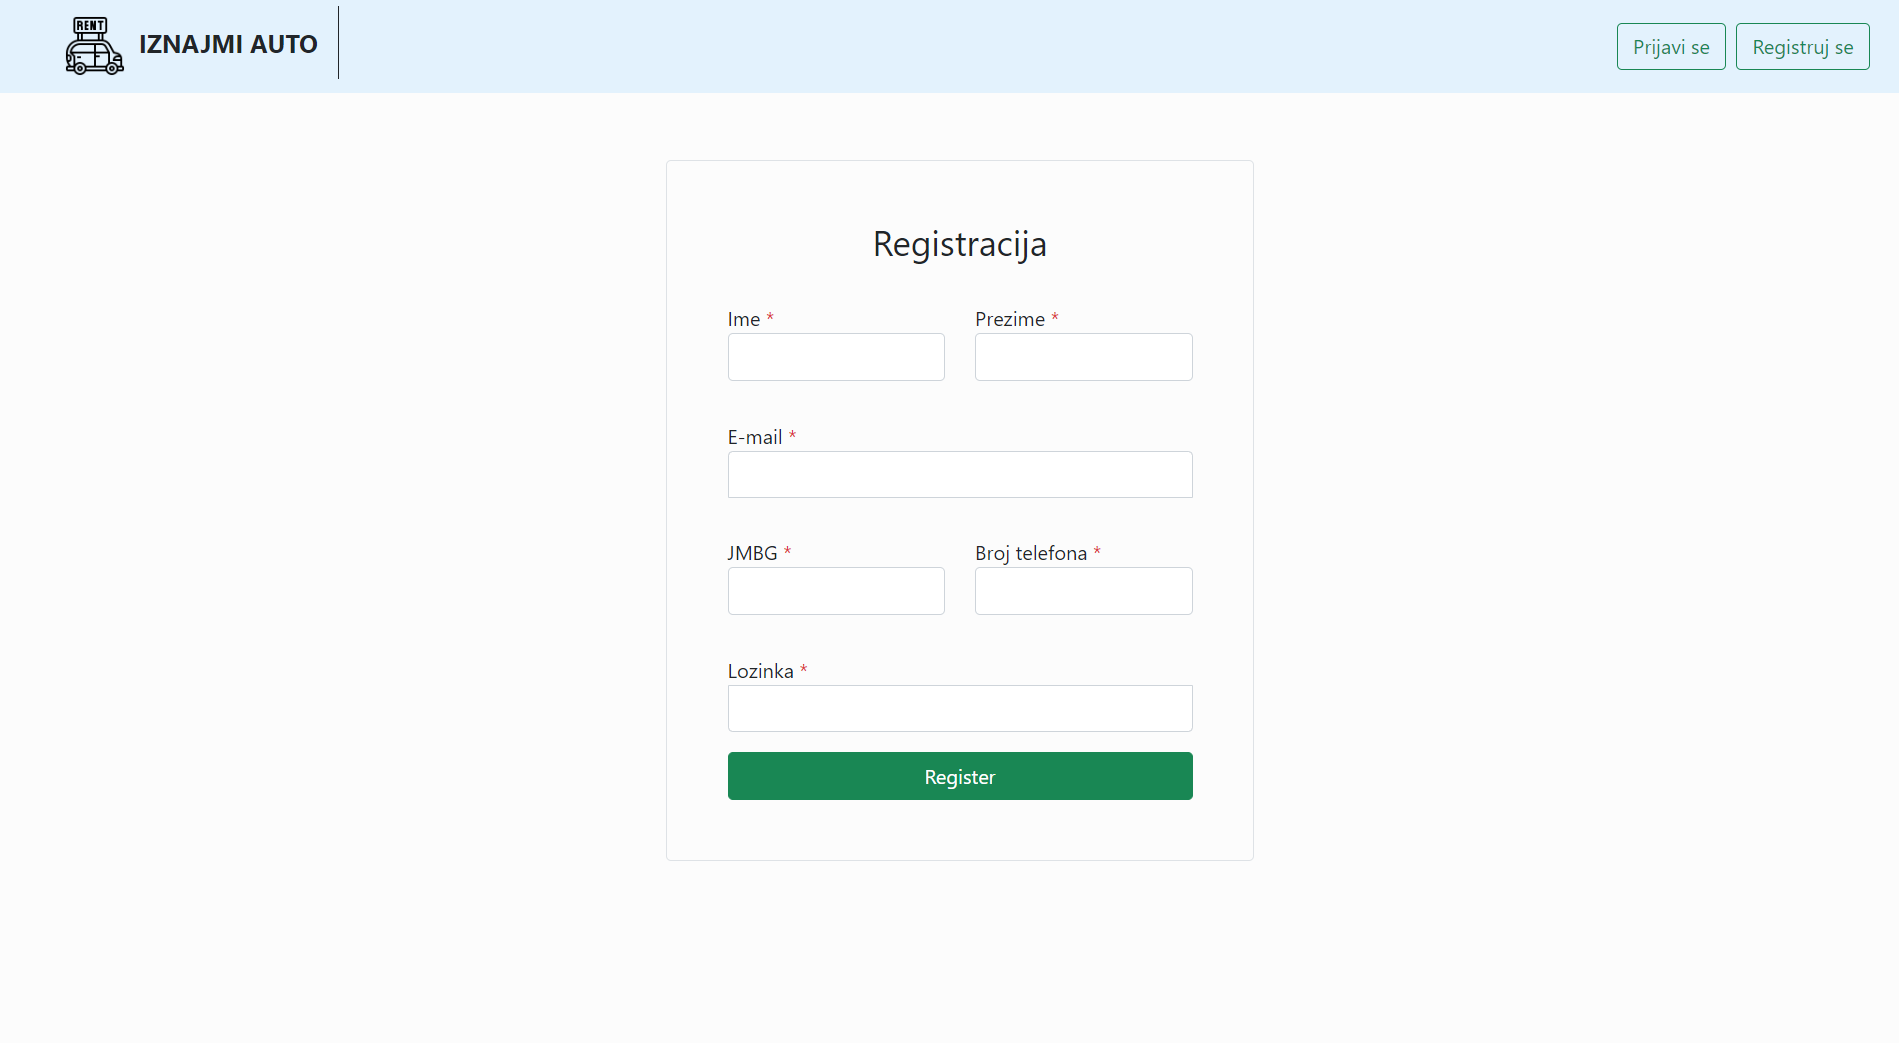 RENT
IZNAJMI AUTO
Prijavi se
Registruj se
Registracija
Ime *
Prezime *
E-mail *
JMBG *
Broj telefona *
Lozinka *
Register